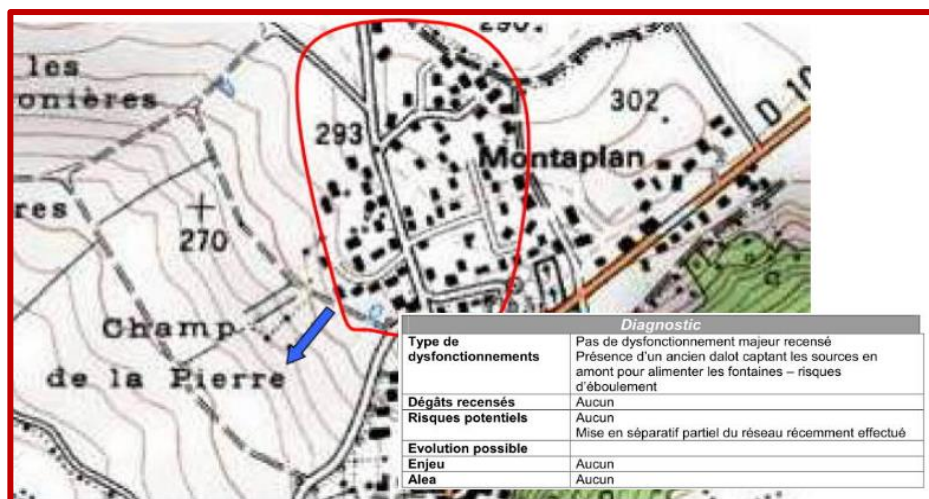 290.
les
onières
293
302
D 10
Montaplan
res
270
Champ
de la Pierre
Diagnostic
Type de dysfonctionnements
Pas de dysfonctionnement majeur recensé
Présence d'un ancien dalot captant les sources en
amont pour alimenter les fontaines – risques
d'éboulement
Dégâts recensés
Aucun
Risques potentiels
Aucun
Mise en séparatif partiel du réseau récemment effectué
Evolution possible
Enjeu
Aucun
Alea
Aucun